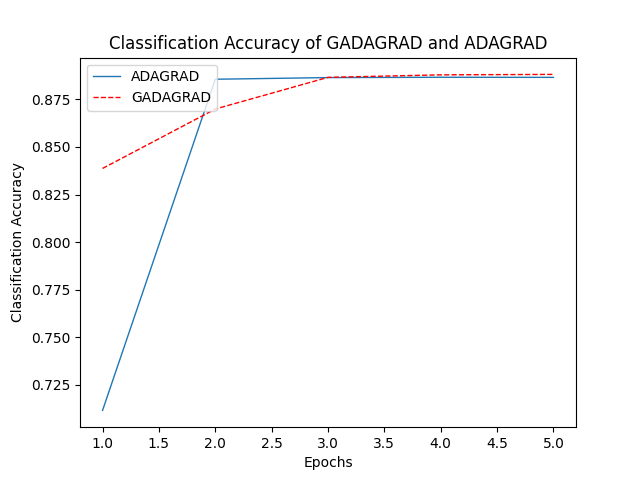 Classification Accuracy of GADAGRAD and ADAGRAD
ADAGRAD
GADAGRAD
Classification Accuracy
0.875
0.850
0.825
0.800
0.775
0.750
0.725
1.0 1.5 2.0 2.5 3.0 3.5 4.0 4.5 5.0
Epochs